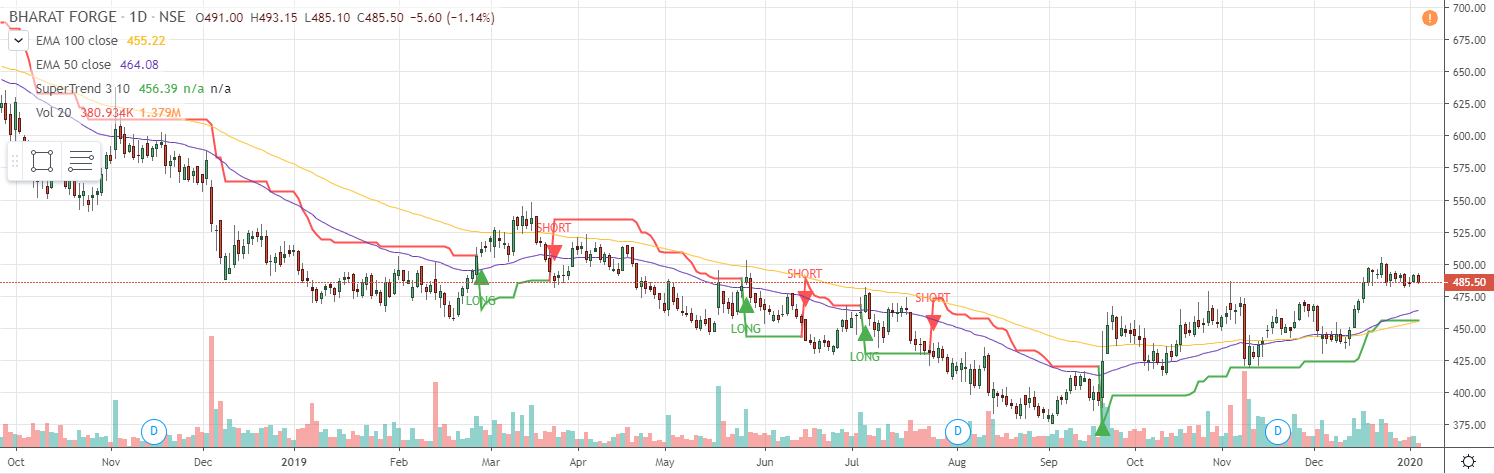 BHARAT FORGE · 1D · NSE O491.00 H493.15 L485.10 C485.50 −5.60 (−1.14%)
EMA 100 close 455.22
EMA 50 close 464.08
SuperTrend 3 10 456.39 n/a n/a
Vol 20 380.934K 1.379M
!
700.00
675.00
650.00
625.00
600.00
575.00
550.00
525.00
500.00
485.50
475.00
450.00
425.00
400.00
375.00
SHORT
SHORT
SHORT
LONG
LONG
LONG
D
D
D
Oct Nov Dec 2019 Feb Mar Apr May Jun Jul Aug Sep Oct Nov Dec 2020